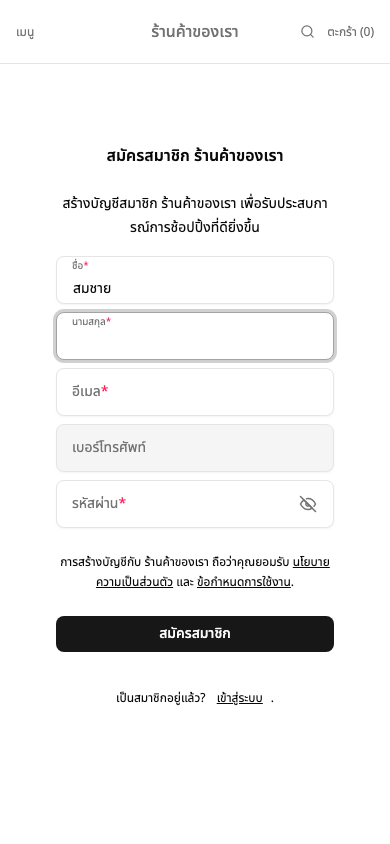 เมนู
ร้านค้าของเรา
ตะกร้า (0)
สมัครสมาชิก ร้านค้าของเรา
สร้างบัญชีสมาชิก ร้านค้าของเรา เพื่อรับประสบกา
รณ์การช้อปปิ้งที่ดียิ่งขึ้น
ชื่อ*
สมชาย
นามสกุล*
อีเมล*
เบอร์โทรศัพท์
รหัสผ่าน*
การสร้างบัญชีกับ ร้านค้าของเรา ถือว่าคุณยอมรับ นโยบาย
ความเป็นส่วนตัว และ ข้อกำหนดการใช้งาน.
สมัครสมาชิก
เป็นสมาชิกอยู่แล้ว? เข้าสู่ระบบ .